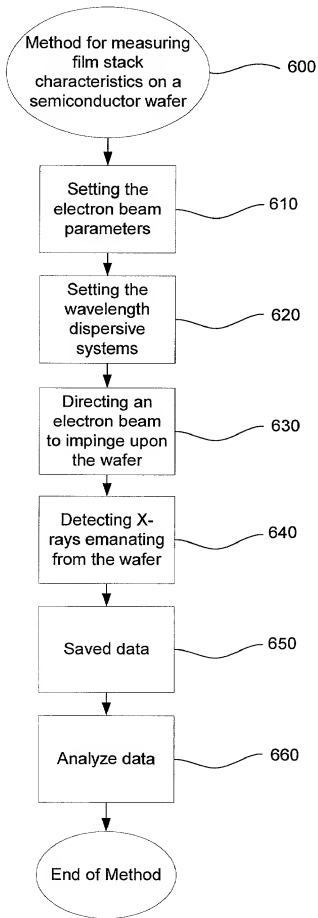 Method for measuring
film stack
characteristics on a
semiconductor wafer
600
Setting the
electron beam
parameters
610
Setting the
wavelength
dispersive
systems
620
Directing an
electron beam
to impinge upon
the wafer
630
Detecting X-
rays emanating
from the wafer
640
Saved data
650
Analyze data
660
End of Method